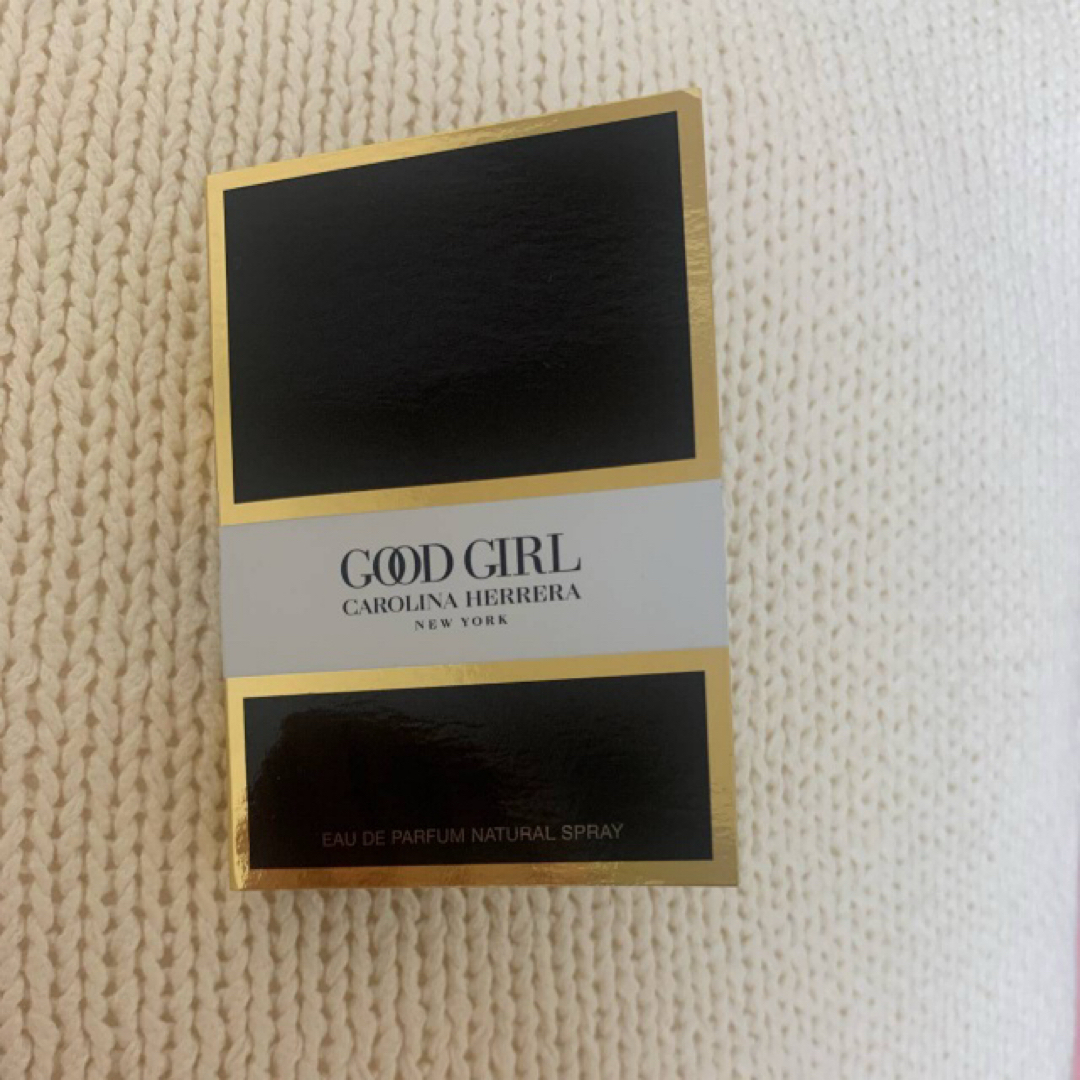 GOOD GIRL
CAROLINA HERRERA
NEW YORK
EAU DE PARFUM NATURAL SPRAY